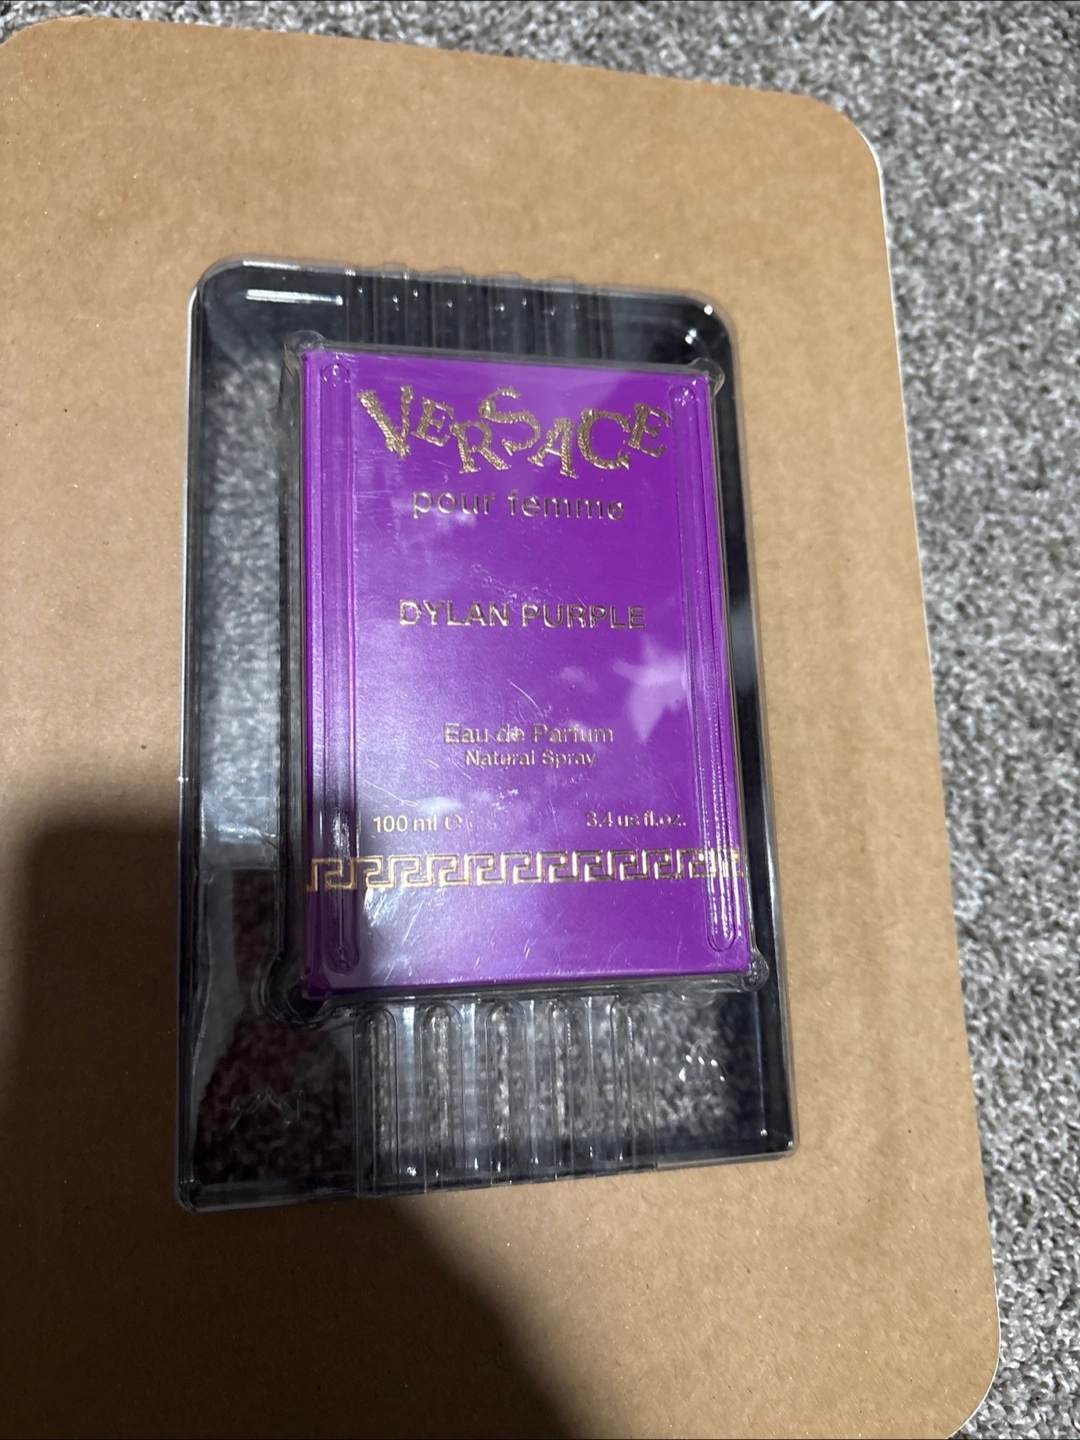 VERSACE
pour femme
DYLAN PURPLE
Eau de Parfum
Natural Spray
100 ml ℮ 3.4 us fl.oz.